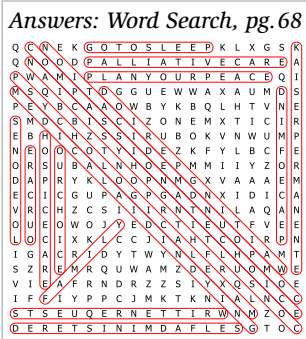 Answers: Word Search, pg.68
Q C N E K G O T O S L E E P K L X G S K
Q N O O D P A L L I A T I V E C A R E A
P W A M I P L A N Y O U R P E A C E Q I
M S Q I P T D G G U E W W A X A U M D S
P E Y B C A A O W B Y K B Q L H T V N E
S M D C B I S C I Z O N E M X T I C I R
E B H I H Z S S I R U B O K V N W U M P
N E O O C O T Y I D E Z K F Y L B C F E
O R S U B A L N H O E P M M I I Y Z O R
D A P R Y K L O O P N M G X V A A A E M
E C I C G U P A G P G A D N X I D I C A
V R C H Z C S I I I R N T N I L A Q A N
O U E O W O J Y E D C T I E U T F V E E
L O C I X K L C C J I A H T C O I R P N
I G A C R I D Y T W Y N L F L H P A M T
S Z L E M R Q U W A M Z D E R U O M W E
V I E A F R N D R Z Z S I Y X Q S I O E
I F C I Y P P C J M K T K N I A L N C S
S T S E U Q E R N E T T I R W N M Z O E
D E R E T S I N I M D A F L E S G T O C